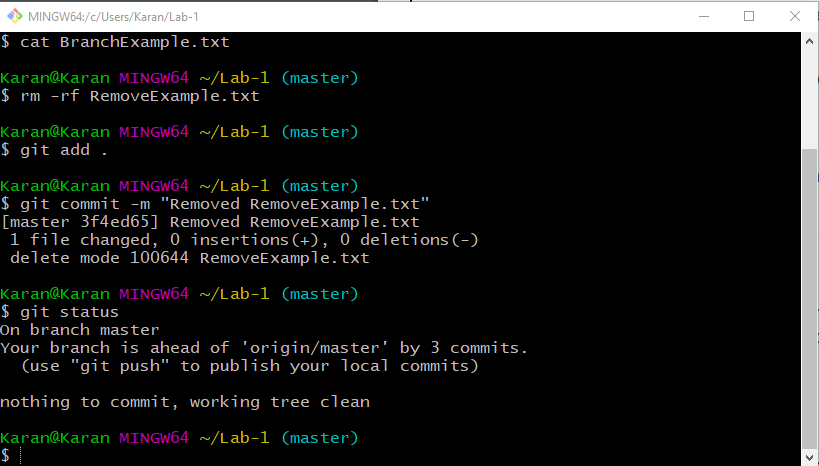 MINGW64:/c/Users/Karan/Lab-1
$ cat BranchExample.txt
Karan@Karan MINGW64 ~/Lab-1 (master)
$ rm -rf RemoveExample.txt
Karan@Karan MINGW64 ~/Lab-1 (master)
$ git add .
Karan@Karan MINGW64 ~/Lab-1 (master)
$ git commit -m "Removed RemoveExample.txt"
[master 3f4ed65] Removed RemoveExample.txt
 1 file changed, 0 insertions(+), 0 deletions(-)
 delete mode 100644 RemoveExample.txt
Karan@Karan MINGW64 ~/Lab-1 (master)
$ git status
On branch master
Your branch is ahead of 'origin/master' by 3 commits.
  (use "git push" to publish your local commits)
nothing to commit, working tree clean
Karan@Karan MINGW64 ~/Lab-1 (master)
$